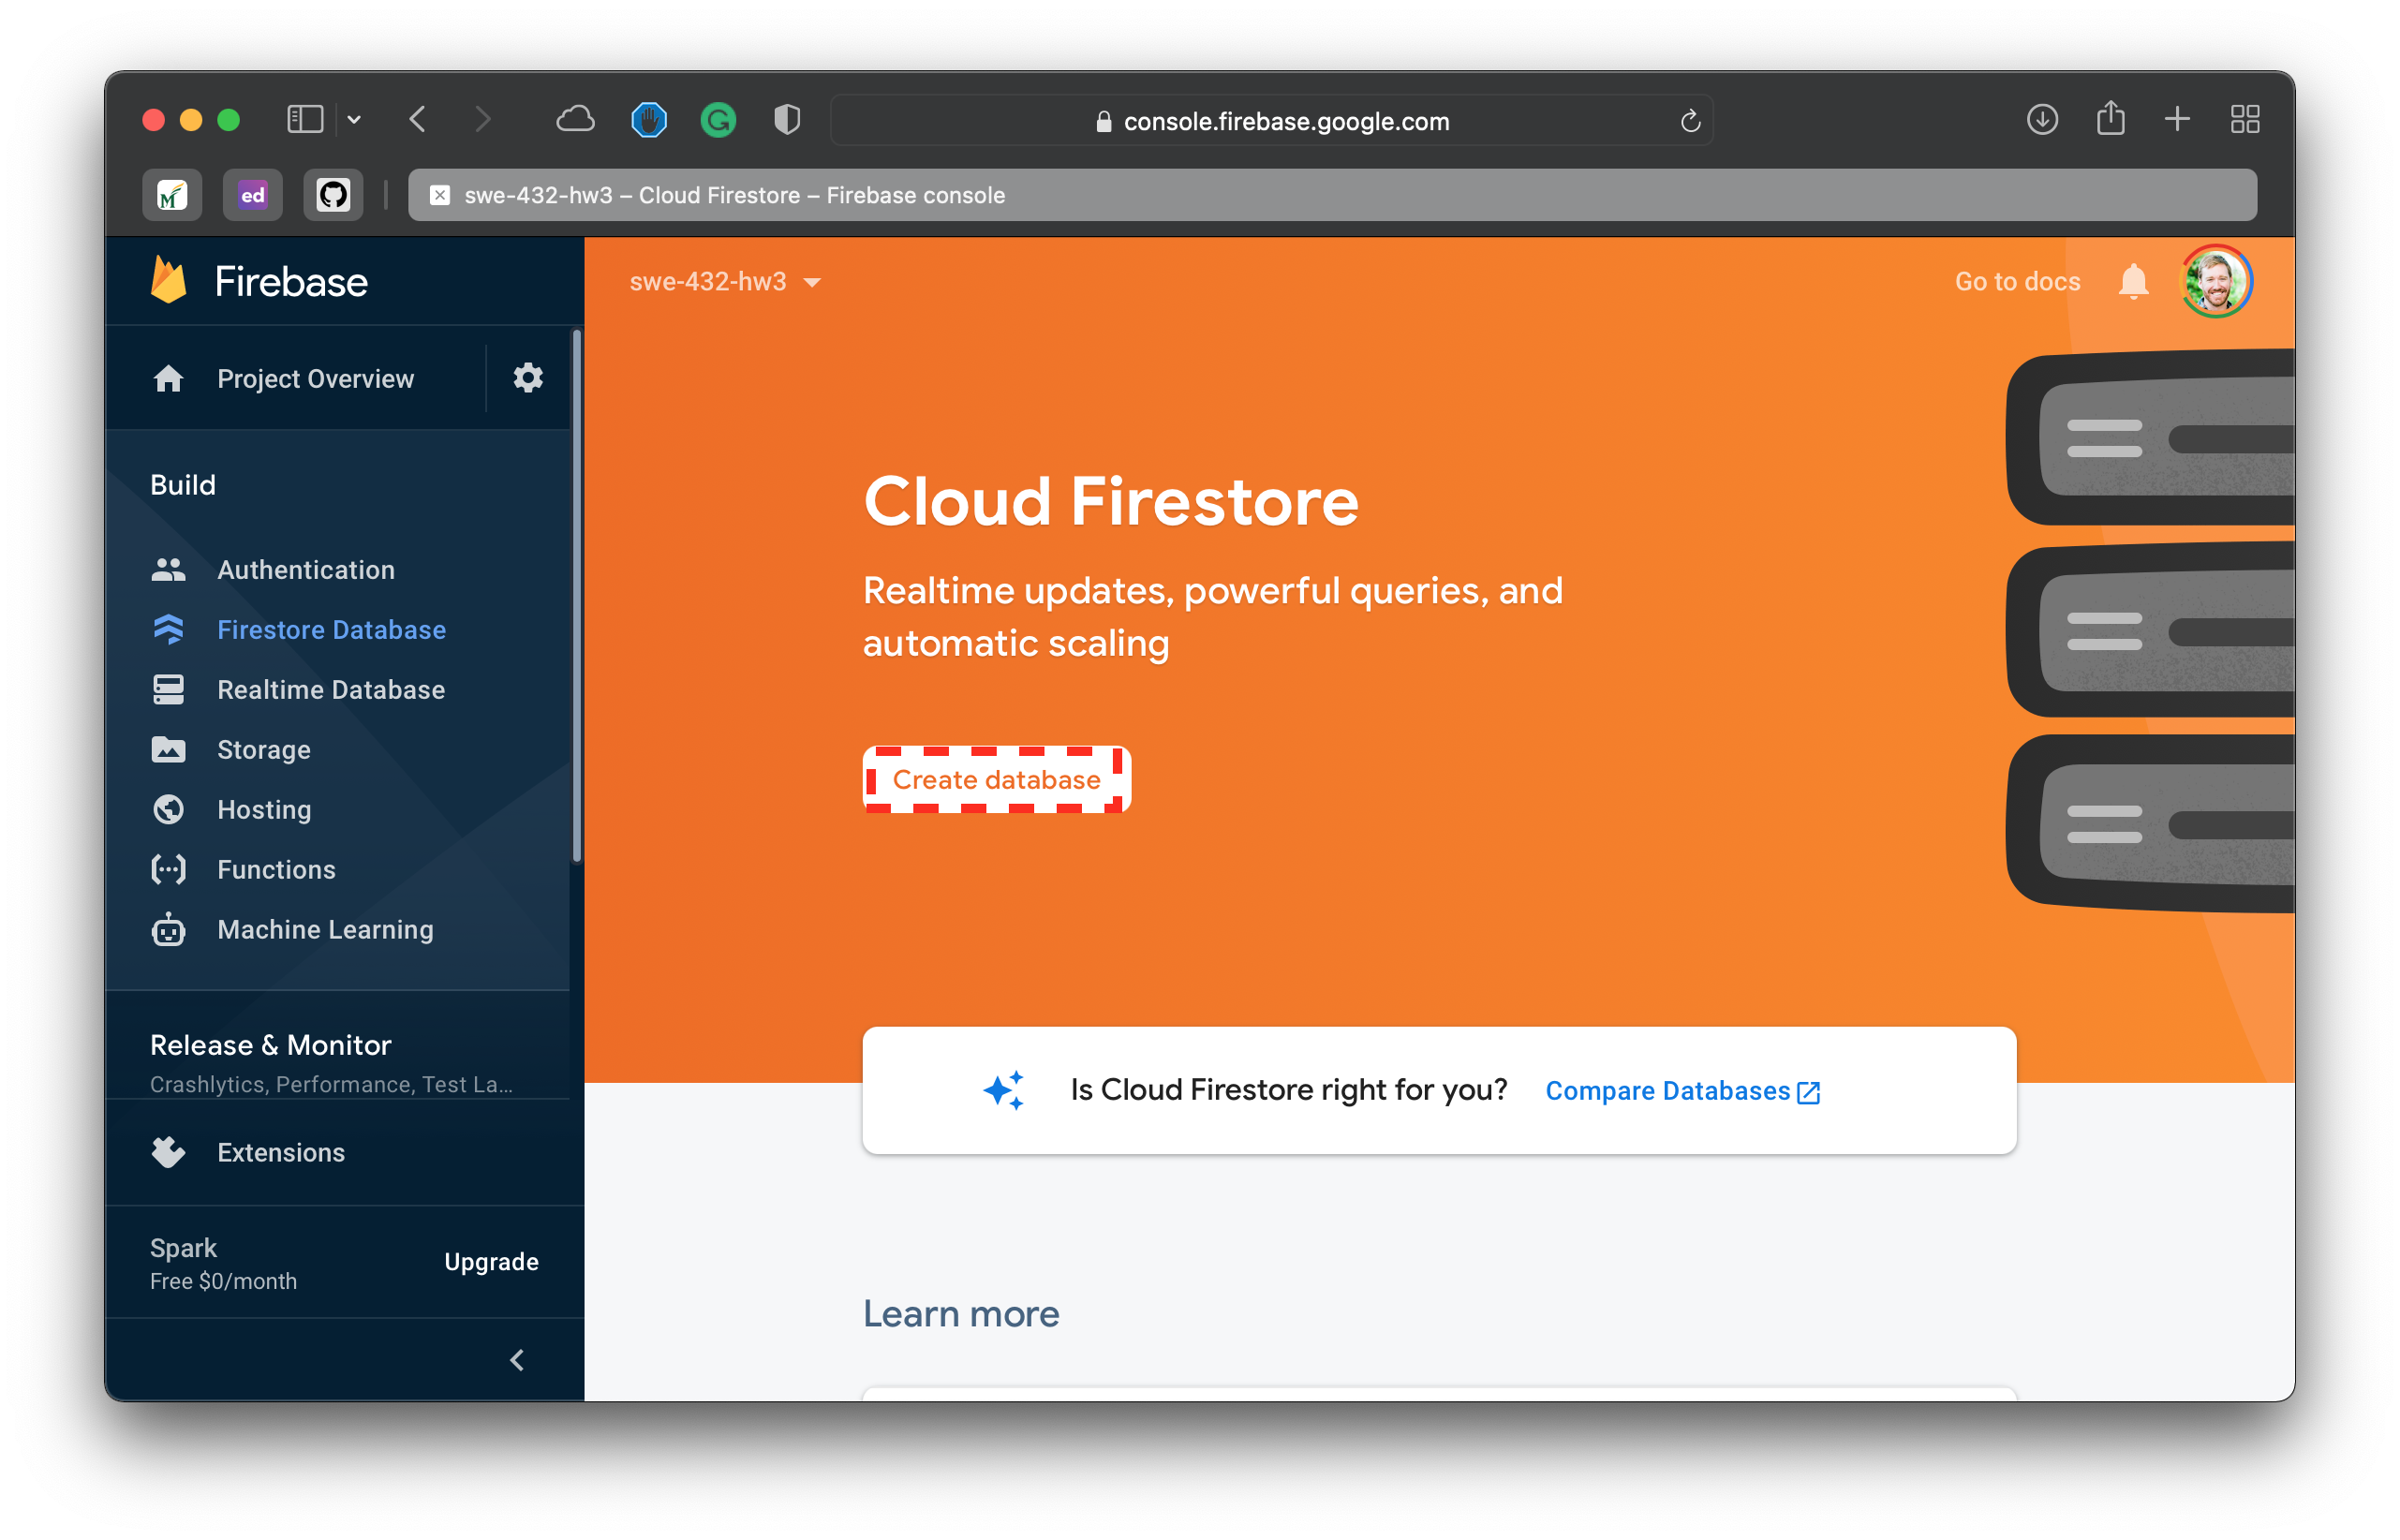 console.firebase.google.com
M
ed
swe-432-hw3 – Cloud Firestore – Firebase console
Firebase
swe-432-hw3
Go to docs
Project Overview
Build
Authentication
Firestore Database
Realtime Database
Storage
Hosting
Functions
Machine Learning
Release & Monitor
Crashlytics, Performance, Test La...
Extensions
Spark
Free $0/month
Upgrade
Cloud Firestore
Realtime updates, powerful queries, and
automatic scaling
Create database
Is Cloud Firestore right for you? Compare Databases
Learn more